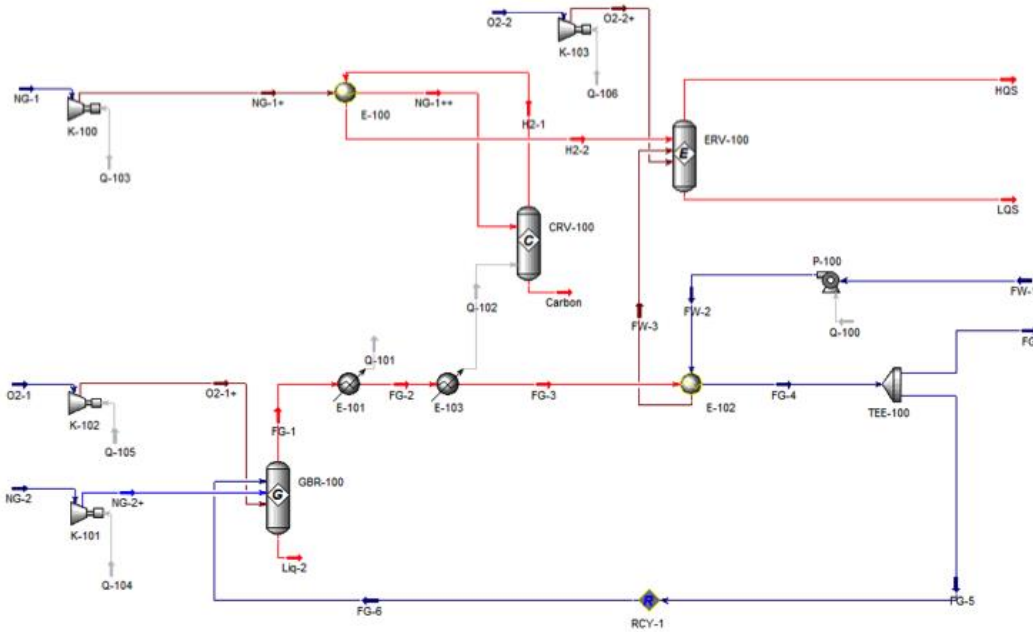 O2-2
O2-2+
K-103
Q-106
HQS
NG-1
NG-1+
E-100
NG-1++
H2-1
H2-2
ERV-100
E
K-100
Q-103
LQS
CRV-100
C
P-100
Carbon
Q-102
FW-3
FW-2
Q-100
FW-
FG
O2-1
O2-1+
Q-101
FG-2
FG-3
FG-4
E-101
E-103
E-102
TEE-100
K-102
FG-1
Q-105
GBR-100
G
NG-2
NG-2+
K-101
Liq-2
Q-104
FG-6
R
FG-5
RCY-1